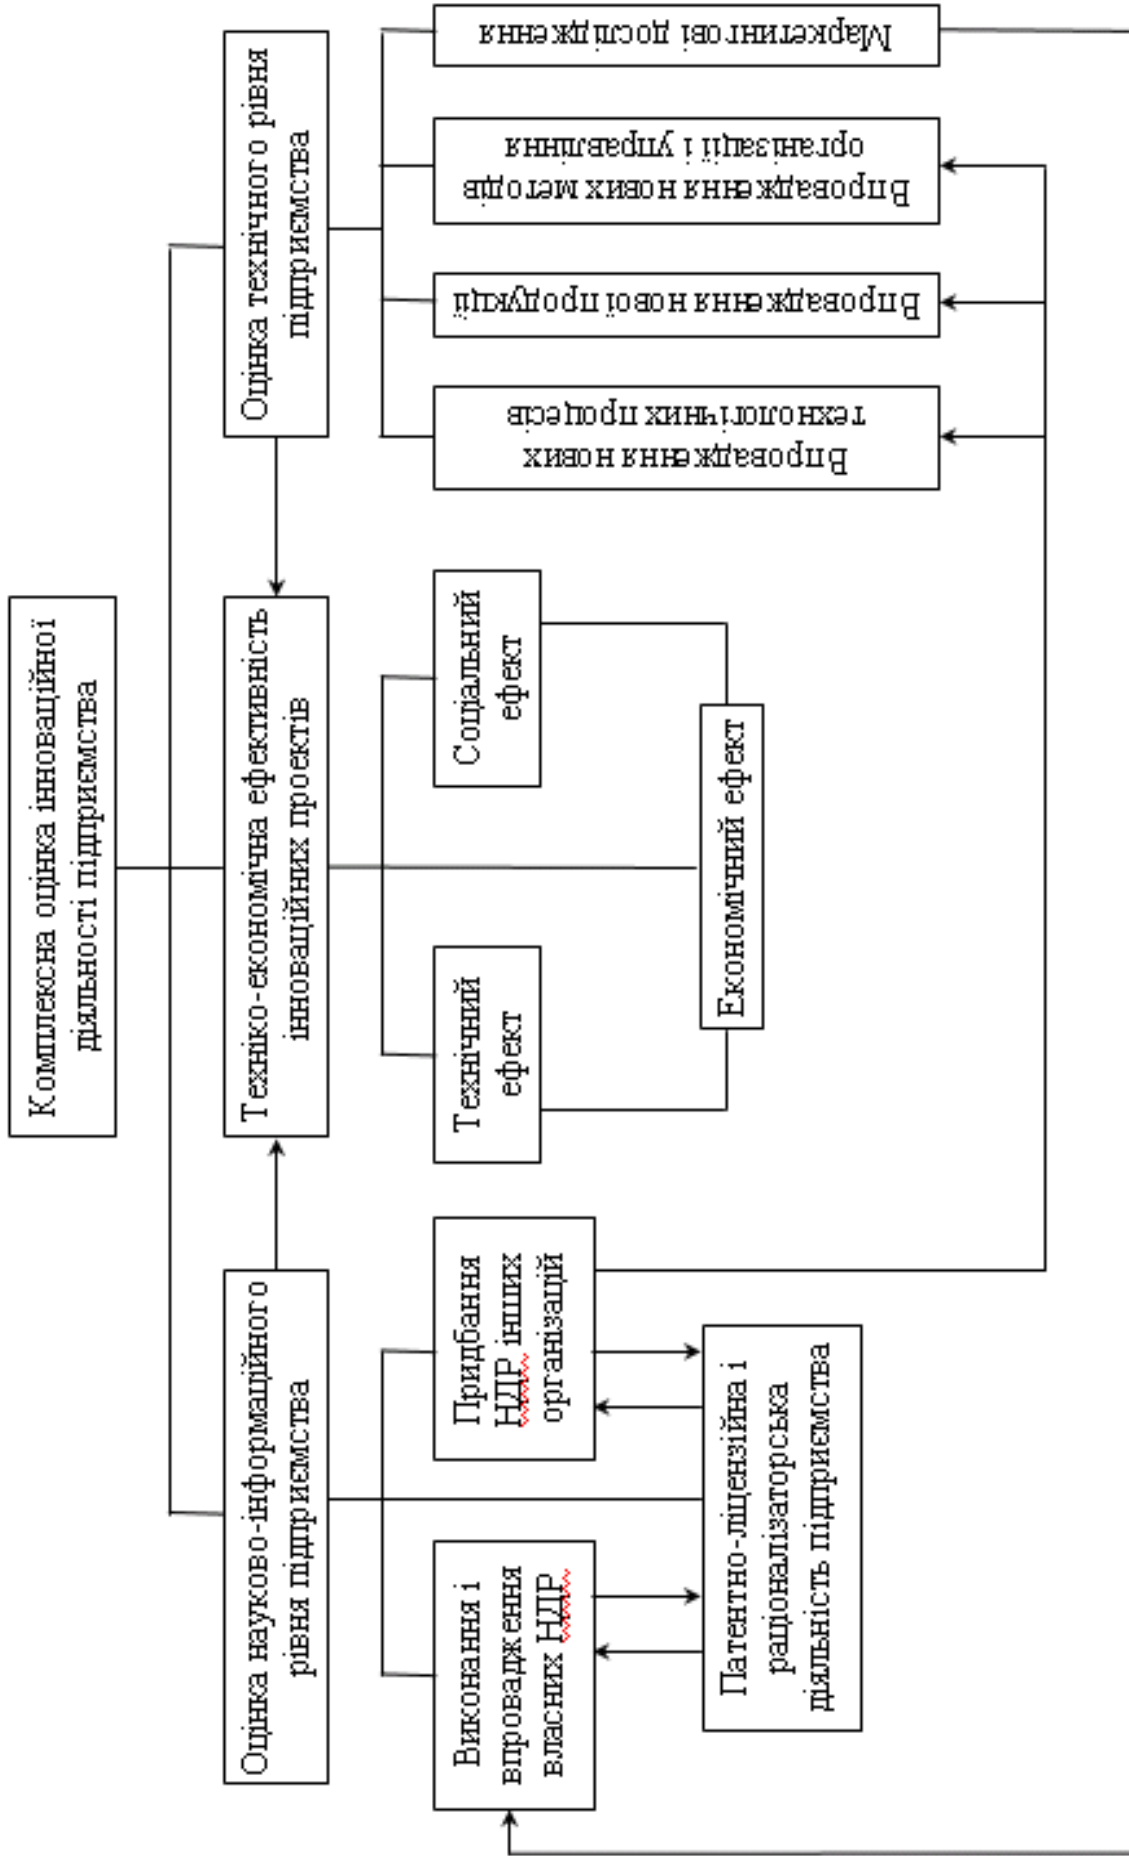 Комплексна оцінка інноваційної
діяльності підприємства
Оцінка науково-інформаційного
рівня підприємства
Техніко-економічна ефективність
інноваційних проектів
Оцінка технічного рівня
підприємства
Виконання і
впровадження
власних НДР
Придбання
НДР інших
організацій
Технічний
ефект
Соціальний
ефект
Впровадження нових
технологічних процесів
Впровадження нової продукції
Впровадження нових методів
організації і управління
Маркетингові дослідження
Економічний ефект
Патентно-ліцензійна і
раціоналізаторська
діяльність підприємства